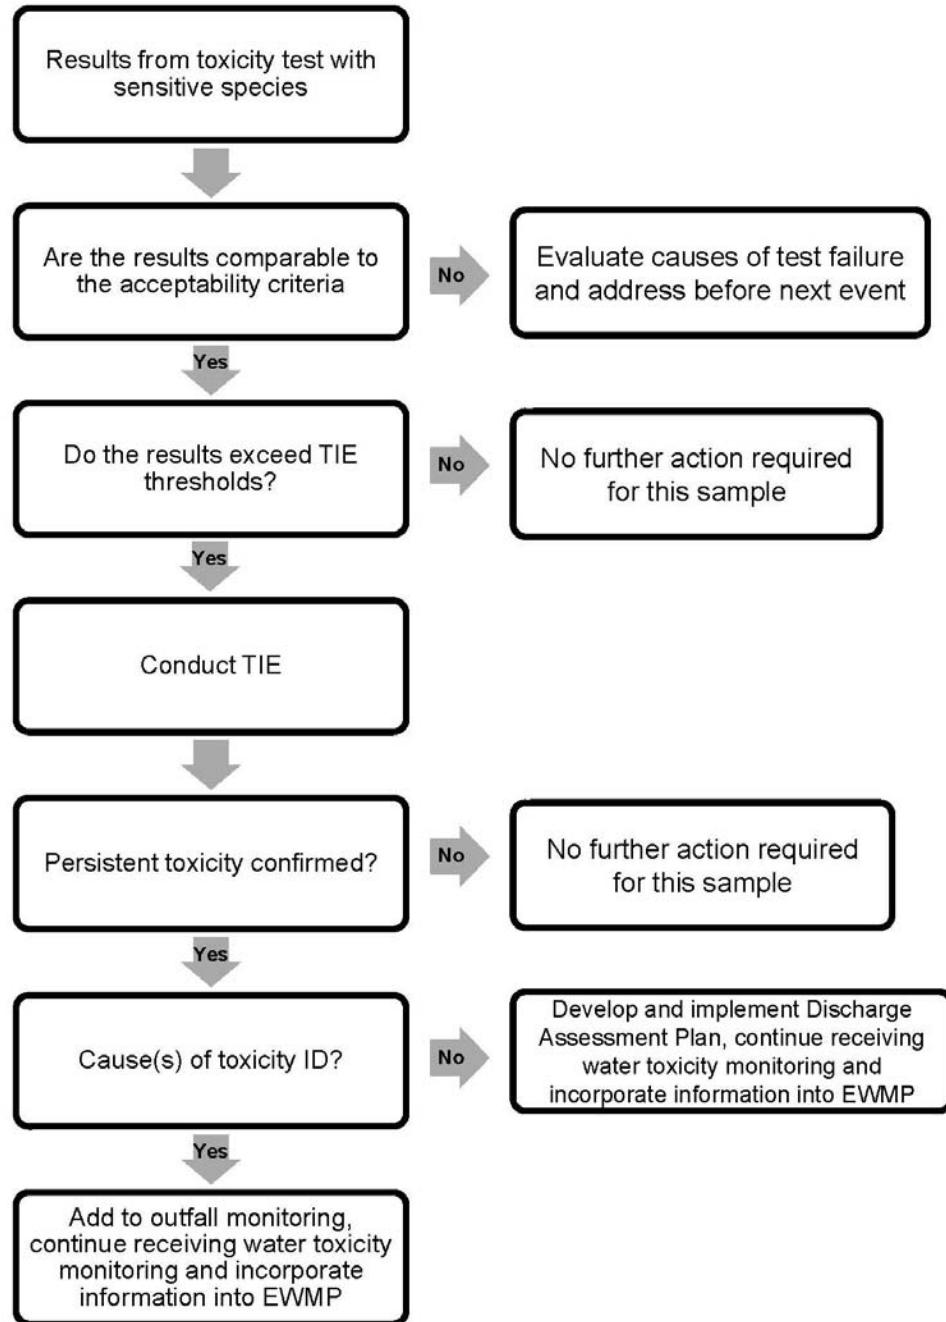 Results from toxicity test with
sensitive species
Are the results comparable to
the acceptability criteria
No
Evaluate causes of test failure
and address before next event
Yes
Do the results exceed TIE
thresholds?
No
No further action required
for this sample
Yes
Conduct TIE
Persistent toxicity confirmed?
No
No further action required
for this sample
Yes
Cause(s) of toxicity ID?
No
Develop and implement Discharge
Assessment Plan, continue receiving
water toxicity monitoring and
incorporate information into EWMP
Yes
Add to outfall monitoring,
continue receiving water toxicity
monitoring and incorporate
information into EWMP